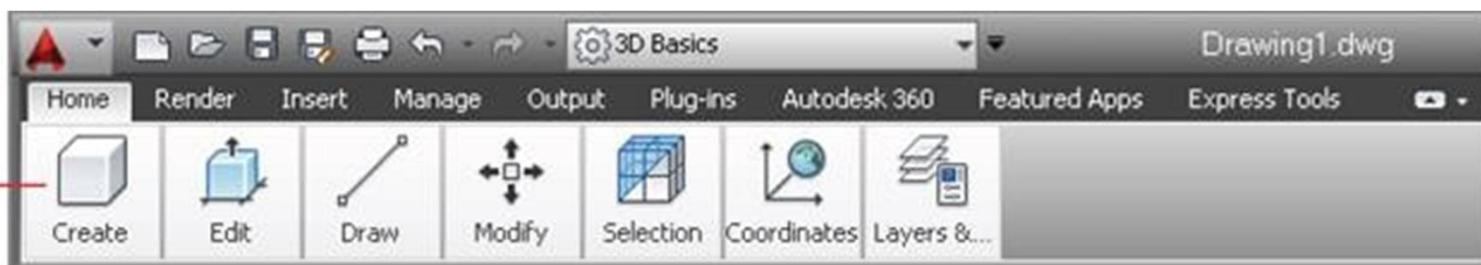 3D Basics Drawing1.dwg
Home Render Insert Manage Output Plug-ins Autodesk 360 Featured Apps Express Tools
Create Edit Draw Modify Selection Coordinates Layers &...